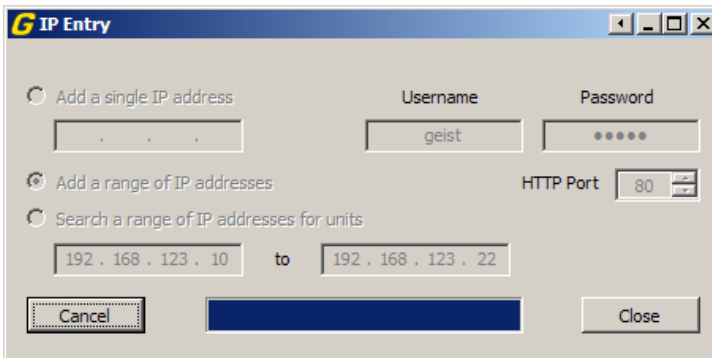 G IP Entry
Add a single IP address
Username
Password
. . .
geist
●●●●●
Add a range of IP addresses
HTTP Port
80
Search a range of IP addresses for units
192 . 168 . 123 . 10
to
192 . 168 . 123 . 22
Cancel
Close